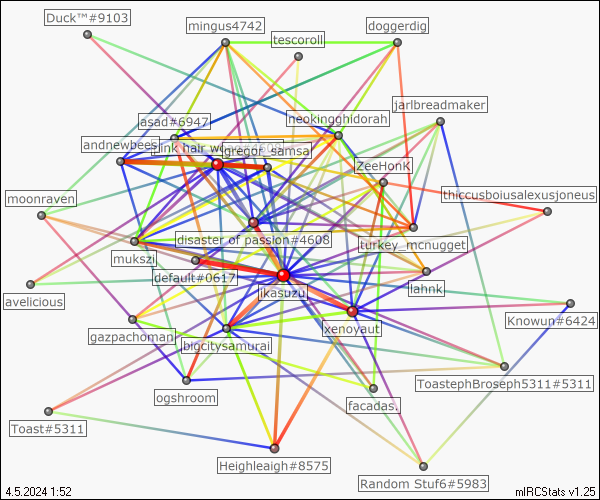 Duck™#9103
mingus4742
doggerdig
tescoroll
jarlbreadmaker
jasad#6947
neokingghidorah
andnewbees
pink hair
gregor_samsa
ZeeHonk
moonraven
thiccusboiusalexusjoneus
disaster of passion#4608
turkey_mcnugget
mukszi
default#0617
lahnk
avelicious
jkasuzu
Knowun#6424
xenoyaut
gazpachoman
bigcitysamurai
ToastephBroseph5311#5311
ogshroom
facadas.
Toast#5311
Heighleaigh#8575
Random Stuf6#5983
4.5.2024 1:52
mIRCStats v1.25